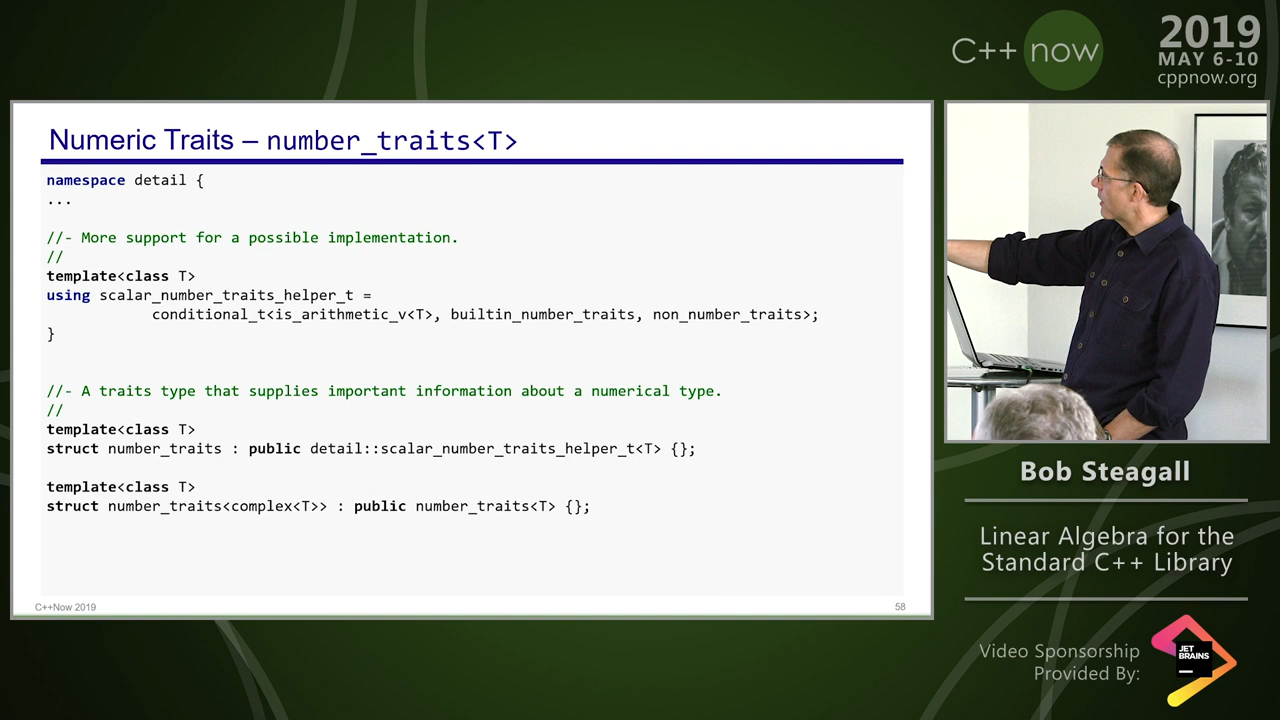 C++ now
2019
MAY 6-10
cppnow.org
Numeric Traits – number_traits<T>
namespace detail {
...
//- More support for a possible implementation.
//
template<class T>
using scalar_number_traits_helper_t =
conditional_t<is_arithmetic_v<T>, builtin_number_traits, non_number_traits>;
}
//- A traits type that supplies important information about a numerical type.
//
template<class T>
struct number_traits : public detail::scalar_number_traits_helper_t<T> {};
template<class T>
struct number_traits<complex<T>> : public number_traits<T> {};
C++Now 2019
58
Bob Steagall
Linear Algebra for the
Standard C++ Library
Video Sponsorship
Provided By:
JET
BRAINS